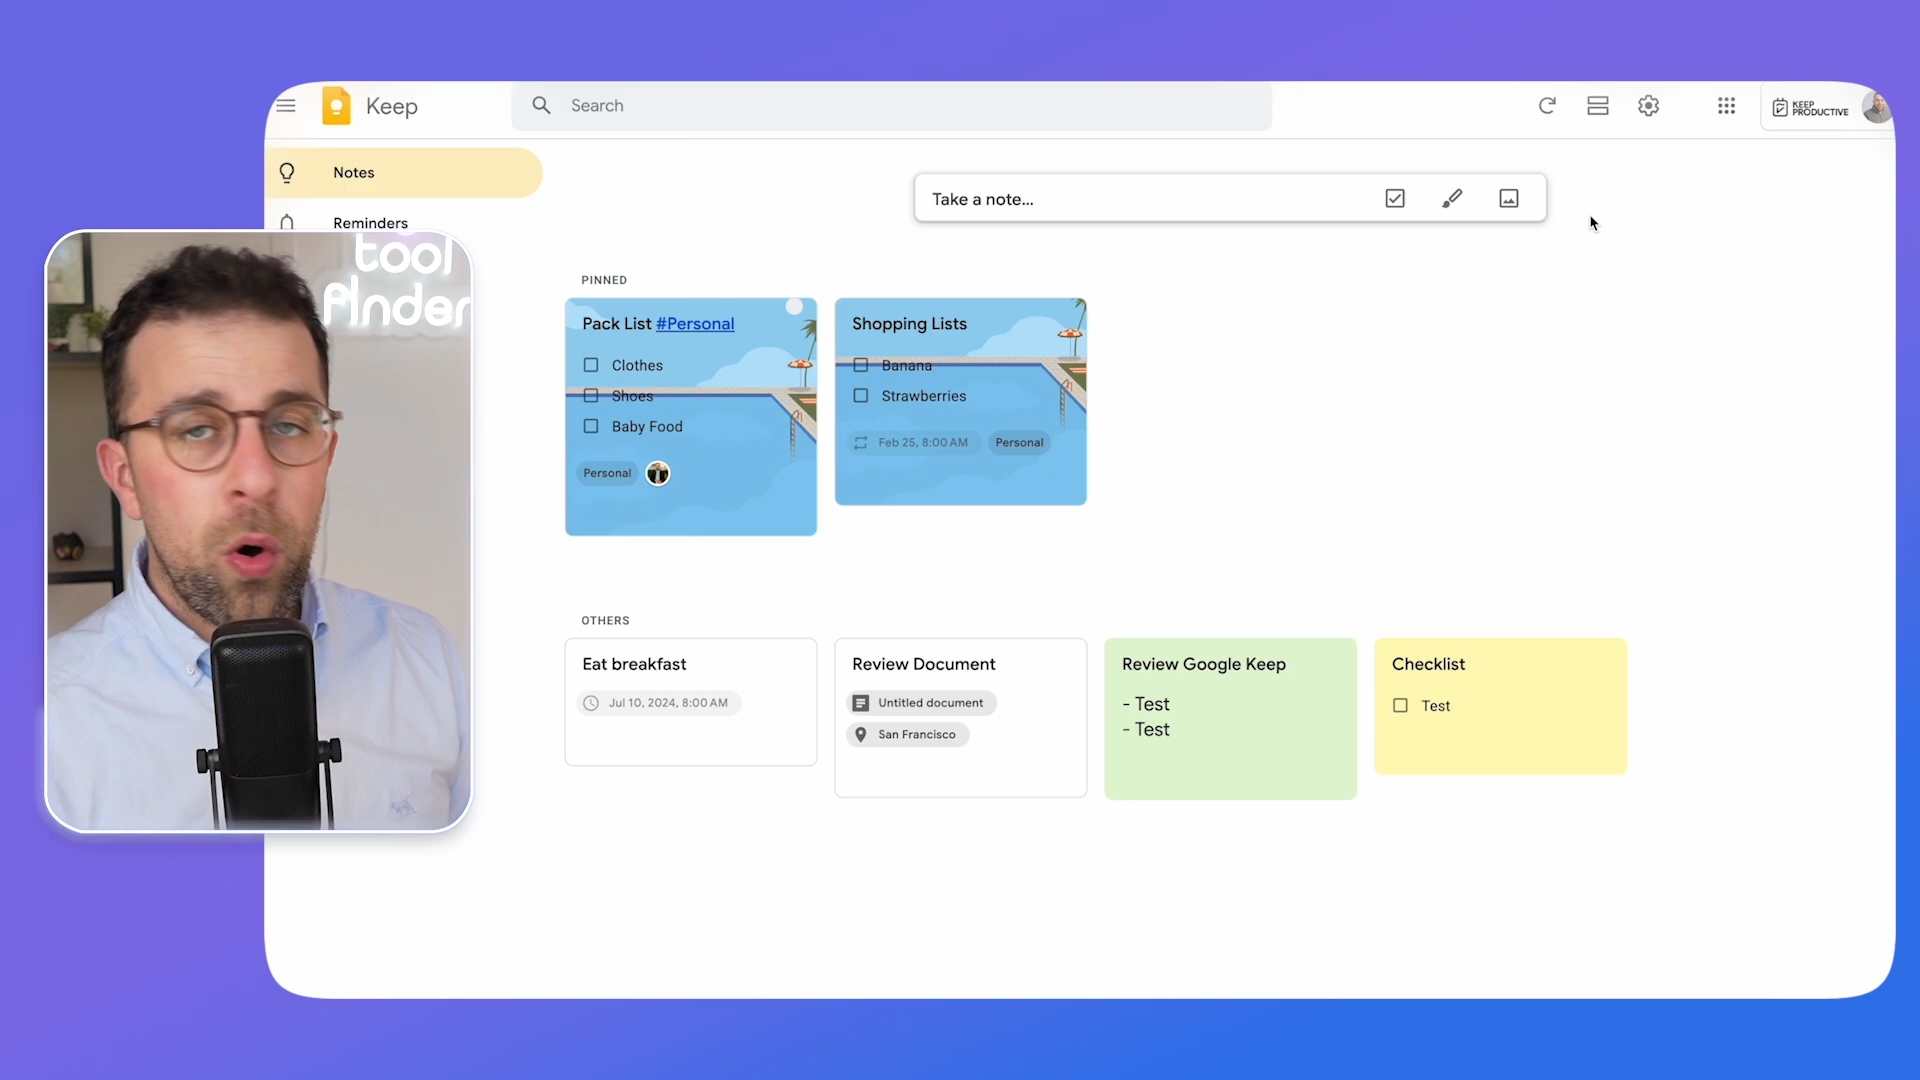 Keep
Search
KEEP
PRODUCTIVE
Notes
Take a note...
Reminders
tool
finder
PINNED
Pack List #Personal
Clothes
Shoes
Baby Food
Personal
Shopping Lists
Banana
Strawberries
Feb 25, 8:00 AM
Personal
OTHERS
Eat breakfast
Jul 10, 2024, 8:00 AM
Review Document
Untitled document
San Francisco
Review Google Keep
- Test
- Test
Checklist
Test